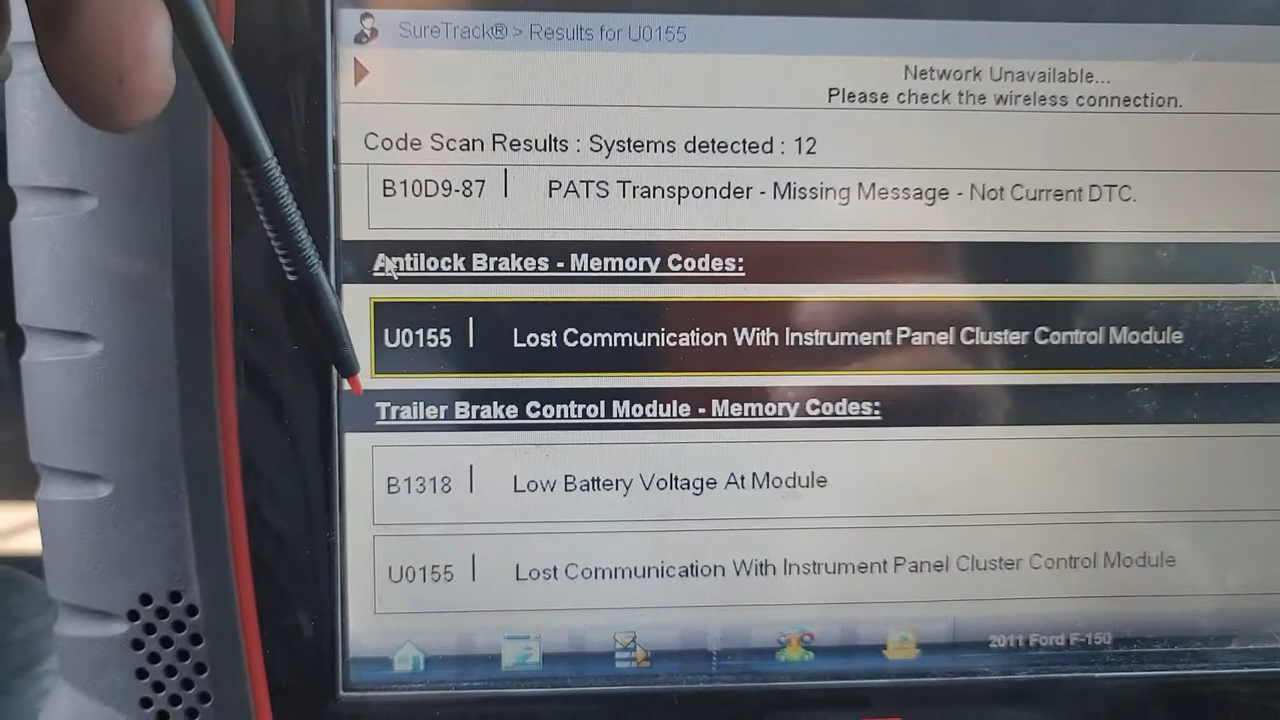 SureTrack® > Results for U0155
Network Unavailable...
Please check the wireless connection.
Code Scan Results : Systems detected : 12
B10D9-87 | PATS Transponder - Missing Message - Not Current DTC.
Antilock Brakes - Memory Codes:
U0155 | Lost Communication With Instrument Panel Cluster Control Module
Trailer Brake Control Module - Memory Codes:
B1318 | Low Battery Voltage At Module
U0155 | Lost Communication With Instrument Panel Cluster Control Module
2011 Ford F-150